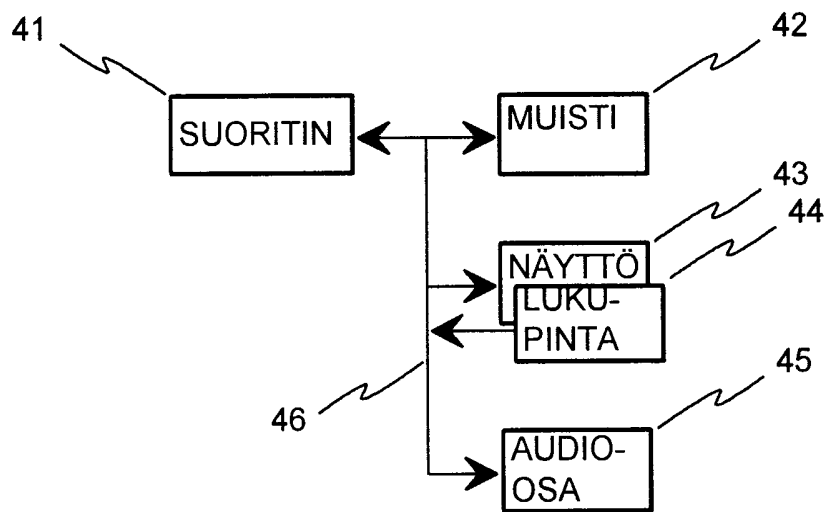 41
42
SUORITIN
MUISTI
43
44
NÄYTTÖ
LUKU-
PINTA
46
45
AUDIO-
OSA